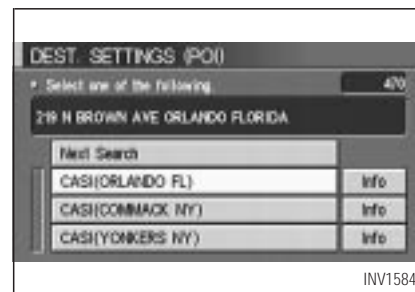 DEST. SETTINGS (POI)
• Select one of the following. 470
219 N BROWN AVE ORLANDO FLORIDA
Next Search
CASI(ORLANDO FL) Info
CASI(COMMACK NY) Info
CASI(YONKERS NY) Info
INV1584